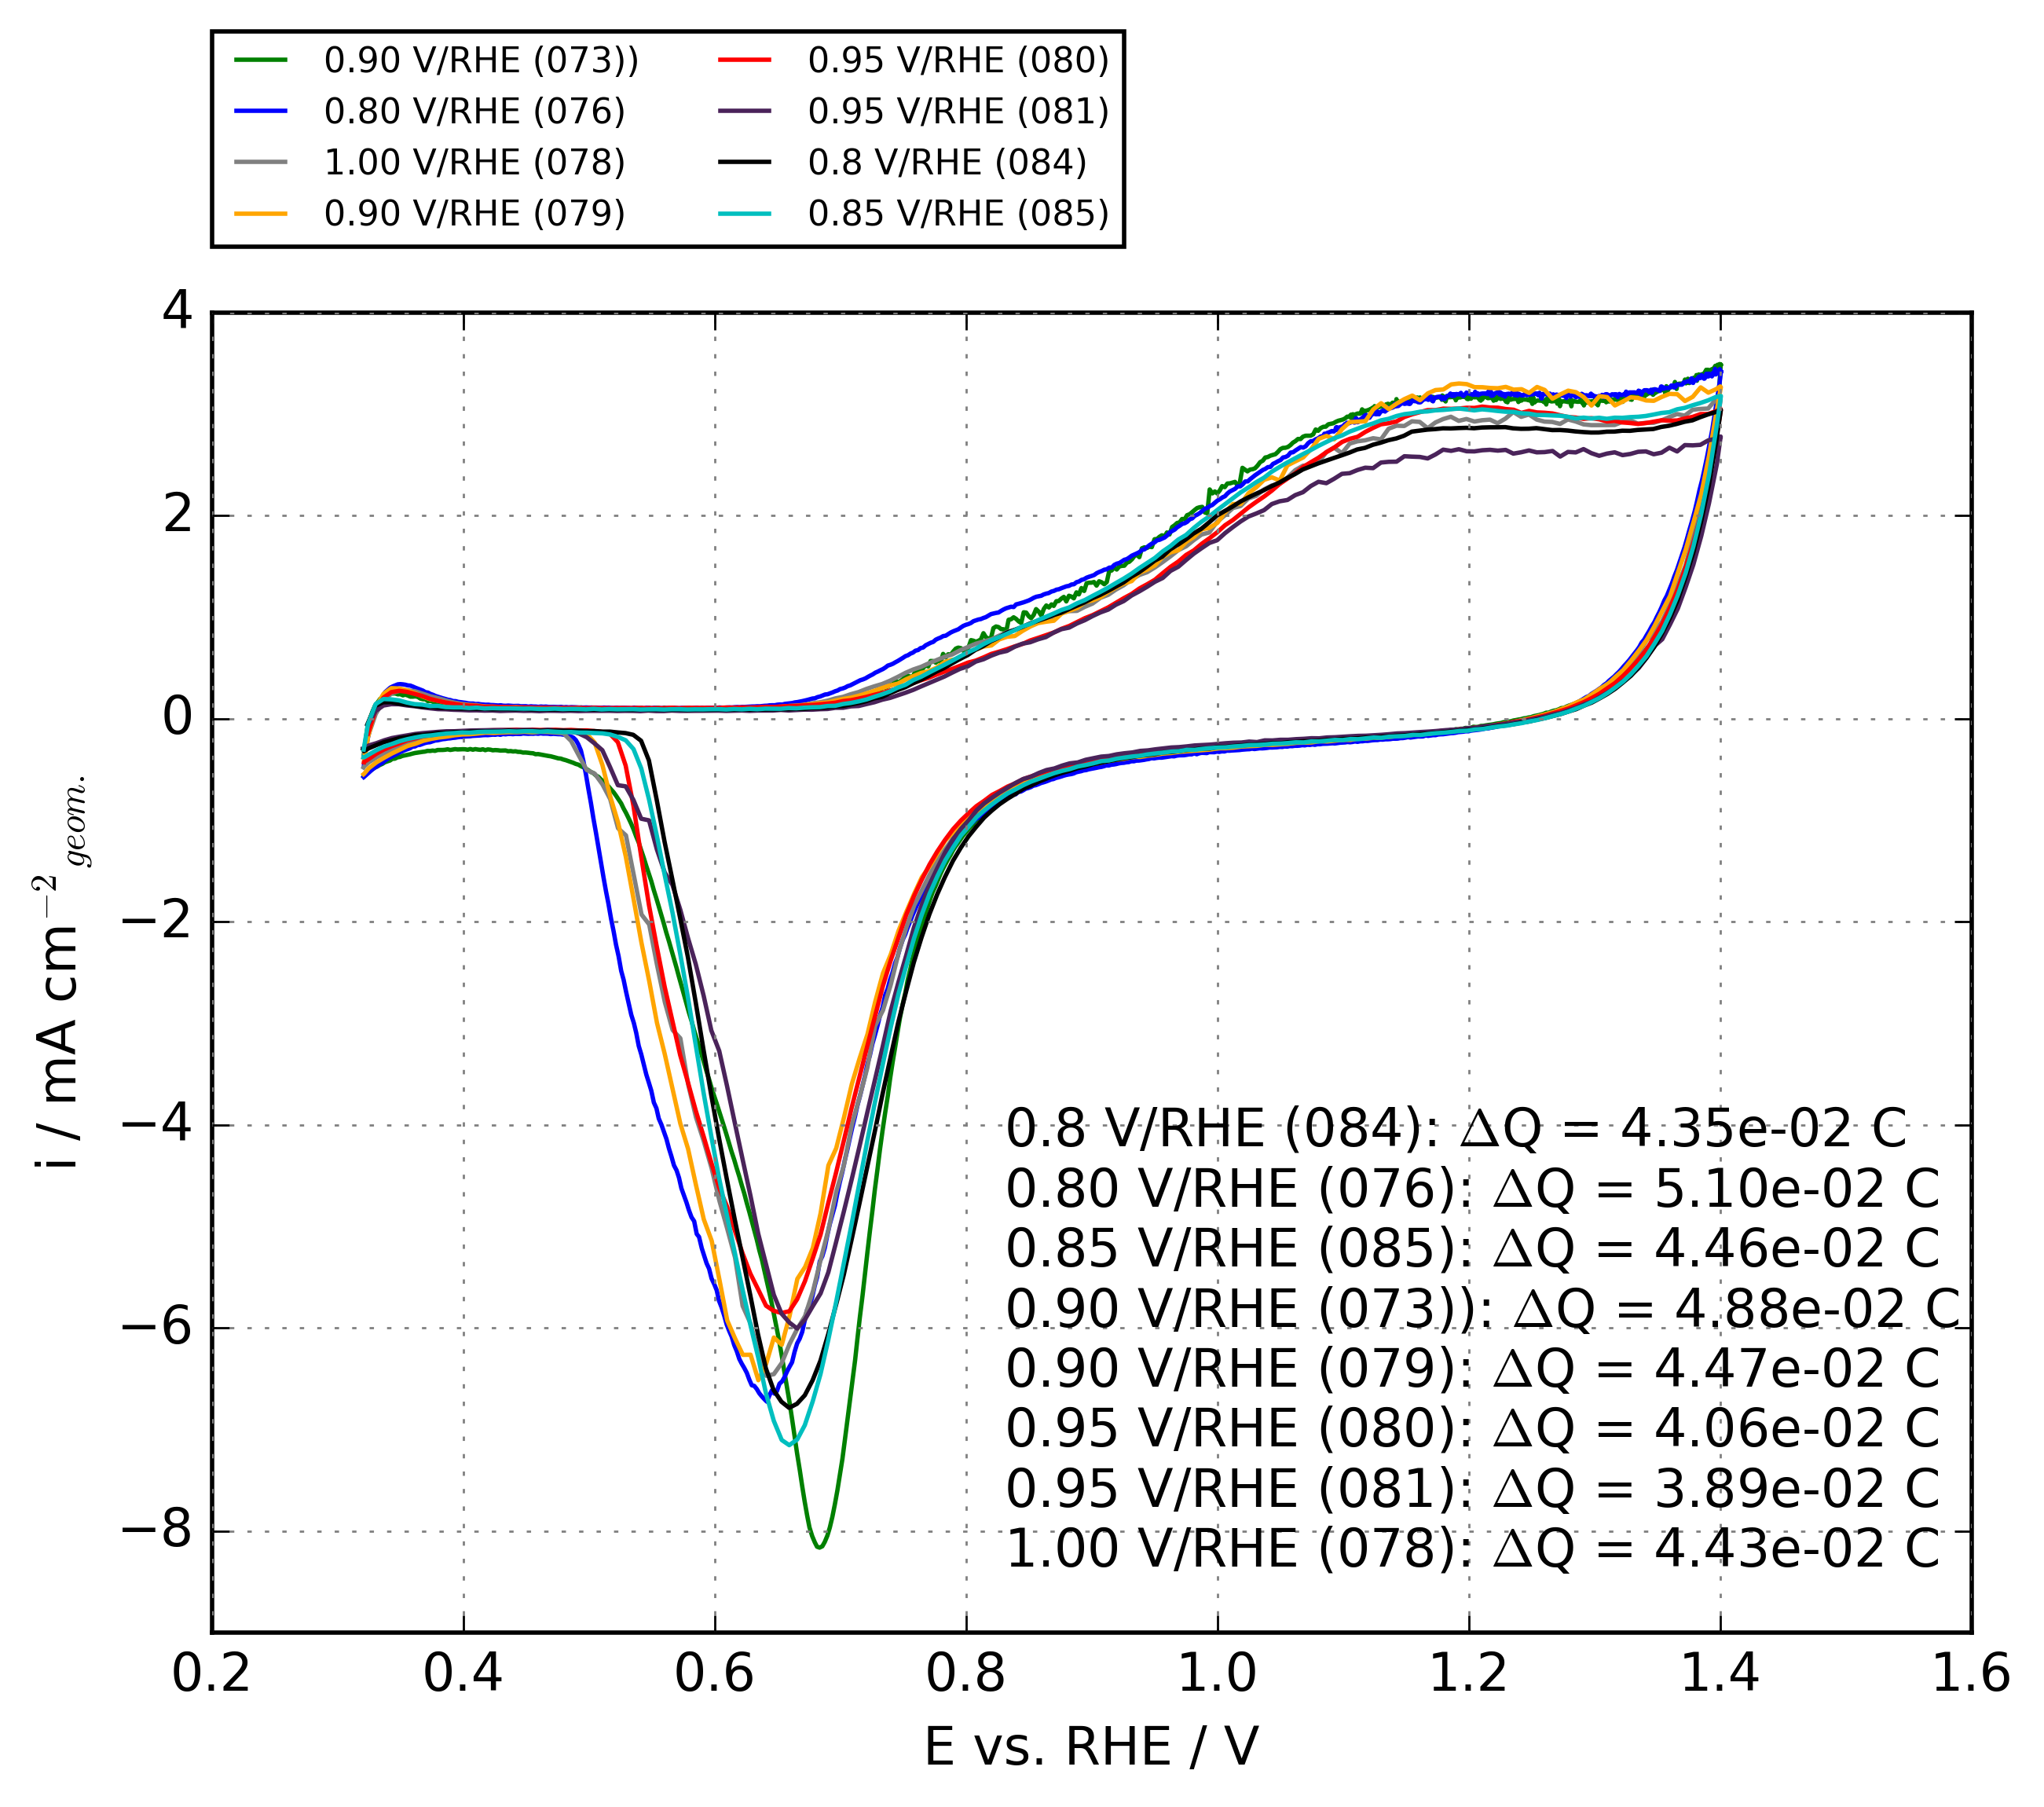 0.90 V/RHE (073))
0.80 V/RHE (076)
1.00 V/RHE (078)
0.90 V/RHE (079)
0.95 V/RHE (080)
0.95 V/RHE (081)
0.8 V/RHE (084)
0.85 V/RHE (085)
4
2
0
−2
−4
−6
−8
i / mA cm⁻² geom.
0.8 V/RHE (084): ΔQ = 4.35e-02 C
0.80 V/RHE (076): ΔQ = 5.10e-02 C
0.85 V/RHE (085): ΔQ = 4.46e-02 C
0.90 V/RHE (073)): ΔQ = 4.88e-02 C
0.90 V/RHE (079): ΔQ = 4.47e-02 C
0.95 V/RHE (080): ΔQ = 4.06e-02 C
0.95 V/RHE (081): ΔQ = 3.89e-02 C
1.00 V/RHE (078): ΔQ = 4.43e-02 C
0.2 0.4 0.6 0.8 1.0 1.2 1.4 1.6
E vs. RHE / V